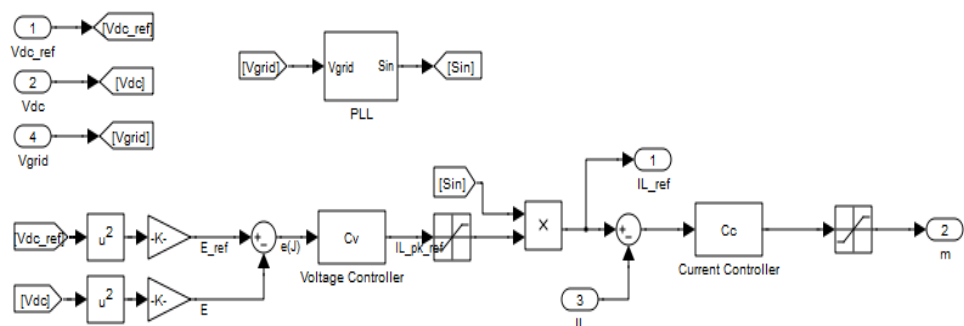 1
[Vdc_ref]
Vdc_ref
2
[Vdc]
Vdc
4
[Vgrid]
Vgrid
[Vgrid]
Vgrid
Sin
[Sin]
PLL
[Sin]
1
IL_ref
[Vdc_ref]
u²
-K-
E_ref
+
-
e(J)
Cv
Voltage Controller
IL_pk_ref
X
+
-
Cc
Current Controller
2
m
[Vdc]
u²
-K-
E
3